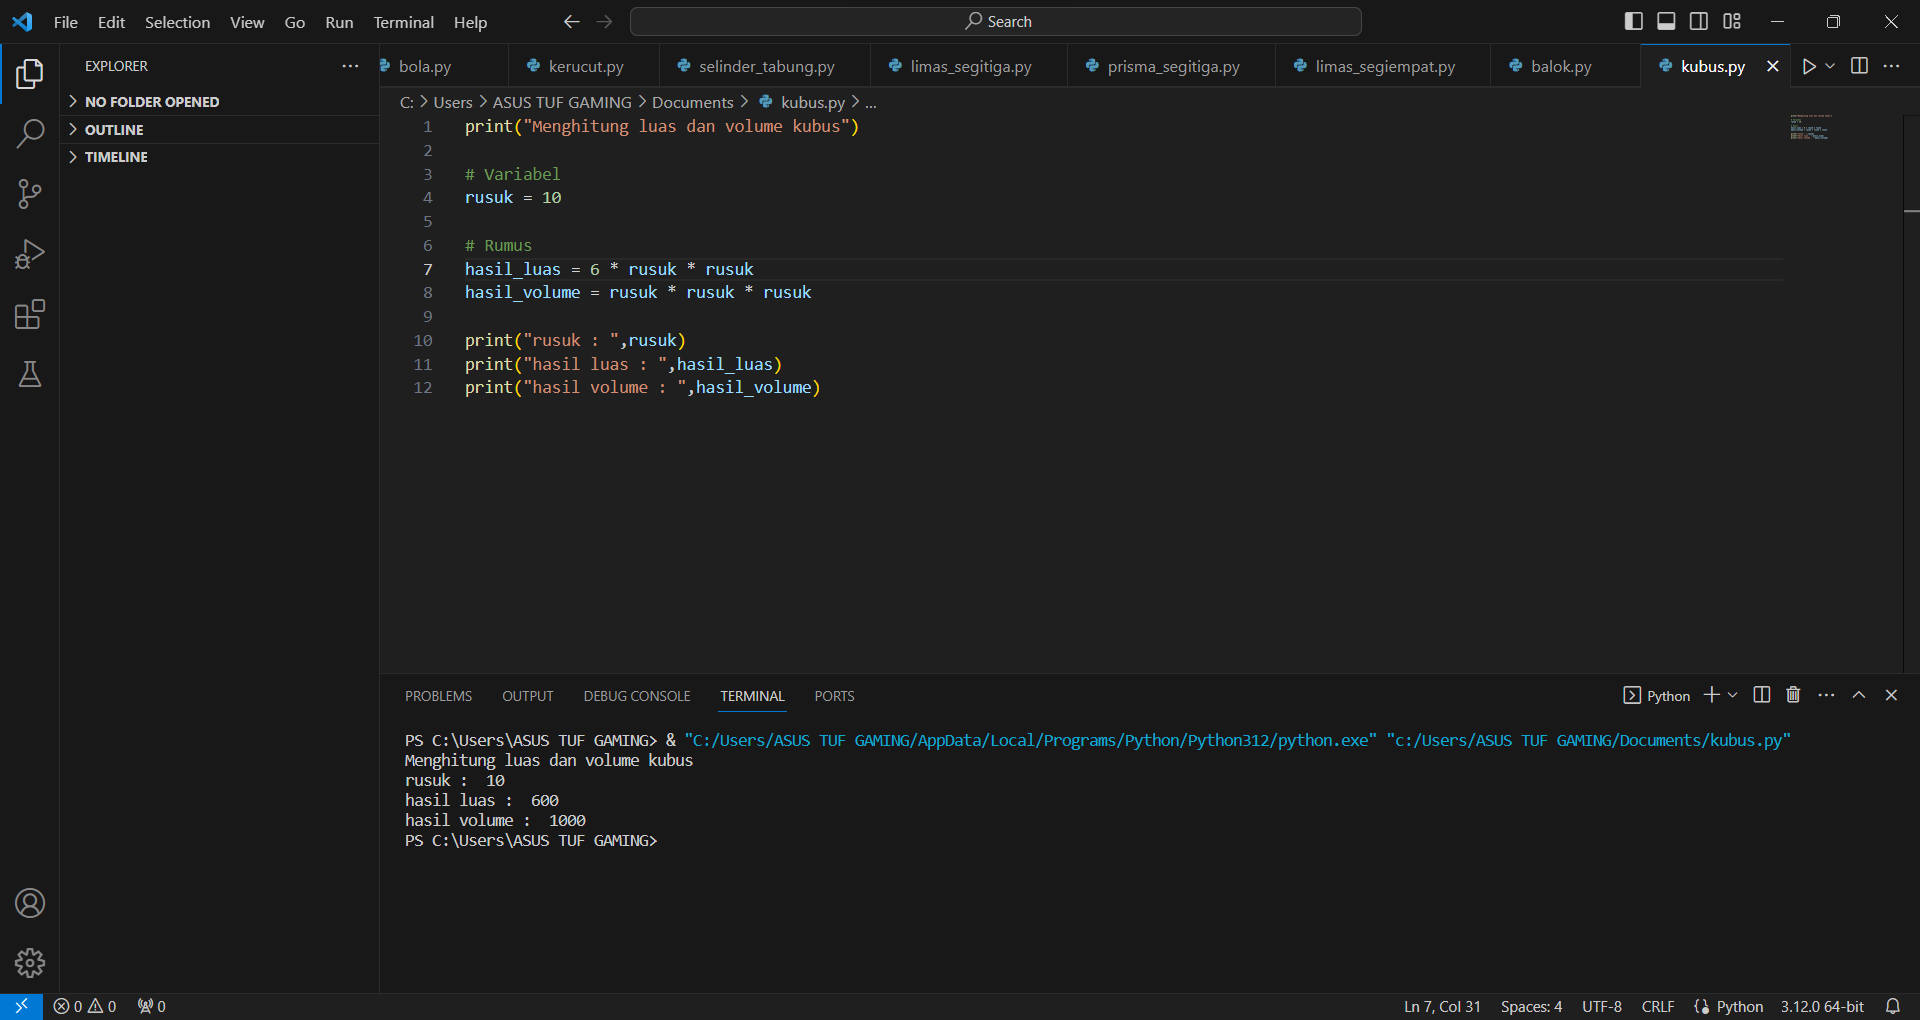 File Edit Selection View Go Run Terminal Help
Search
EXPLORER
NO FOLDER OPENED
OUTLINE
TIMELINE
bola.py kerucut.py selinder_tabung.py limas_segitiga.py prisma_segitiga.py limas_segiempat.py balok.py kubus.py
C: > Users > ASUS TUF GAMING > Documents > kubus.py > ...
1 print("Menghitung luas dan volume kubus")
2
3 # Variabel
4 rusuk = 10
5
6 # Rumus
7 hasil_luas = 6 * rusuk * rusuk
8 hasil_volume = rusuk * rusuk * rusuk
9
10 print("rusuk : ",rusuk)
11 print("hasil luas : ",hasil_luas)
12 print("hasil volume : ",hasil_volume)
PROBLEMS OUTPUT DEBUG CONSOLE TERMINAL PORTS
Python
PS C:\Users\ASUS TUF GAMING> & "C:/Users/ASUS TUF GAMING/AppData/Local/Programs/Python/Python312/python.exe" "c:/Users/ASUS TUF GAMING/Documents/kubus.py"
Menghitung luas dan volume kubus
rusuk :  10
hasil luas :  600
hasil volume :  1000
PS C:\Users\ASUS TUF GAMING>
0 0 0
Ln 7, Col 31 Spaces: 4 UTF-8 CRLF Python 3.12.0 64-bit